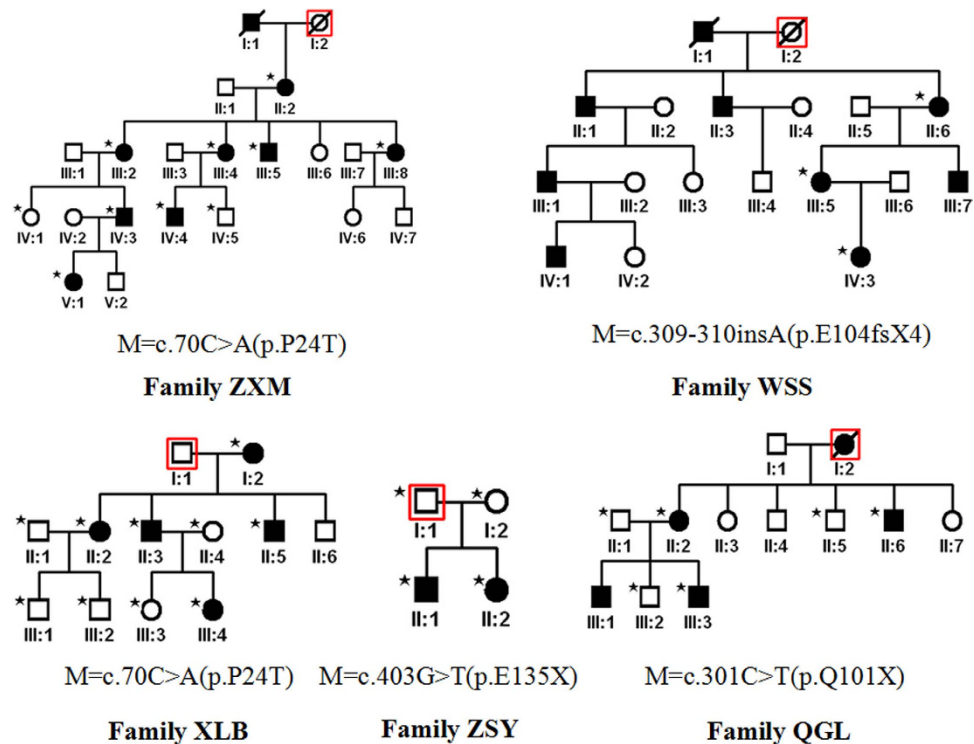 I:1 I:2
II:1 II:2
III:1 III:2 III:3 III:4 III:5 III:6 III:7 III:8
IV:1 IV:2 IV:3 IV:4 IV:5 IV:6 IV:7
V:1 V:2
M=c.70C>A(p.P24T)
Family ZXM
I:1 I:2
II:1 II:2 II:3 II:4 II:5 II:6
III:1 III:2 III:3 III:4 III:5 III:6 III:7
IV:1 IV:2 IV:3
M=c.309-310insA(p.E104fsX4)
Family WSS
I:1 I:2
II:1 II:2 II:3 II:4 II:5 II:6
III:1 III:2 III:3 III:4
M=c.70C>A(p.P24T)
Family XLB
I:1 I:2
II:1 II:2
M=c.403G>T(p.E135X)
Family ZSY
I:1 I:2
II:1 II:2 II:3 II:4 II:5 II:6 II:7
III:1 III:2 III:3
M=c.301C>T(p.Q101X)
Family QGL